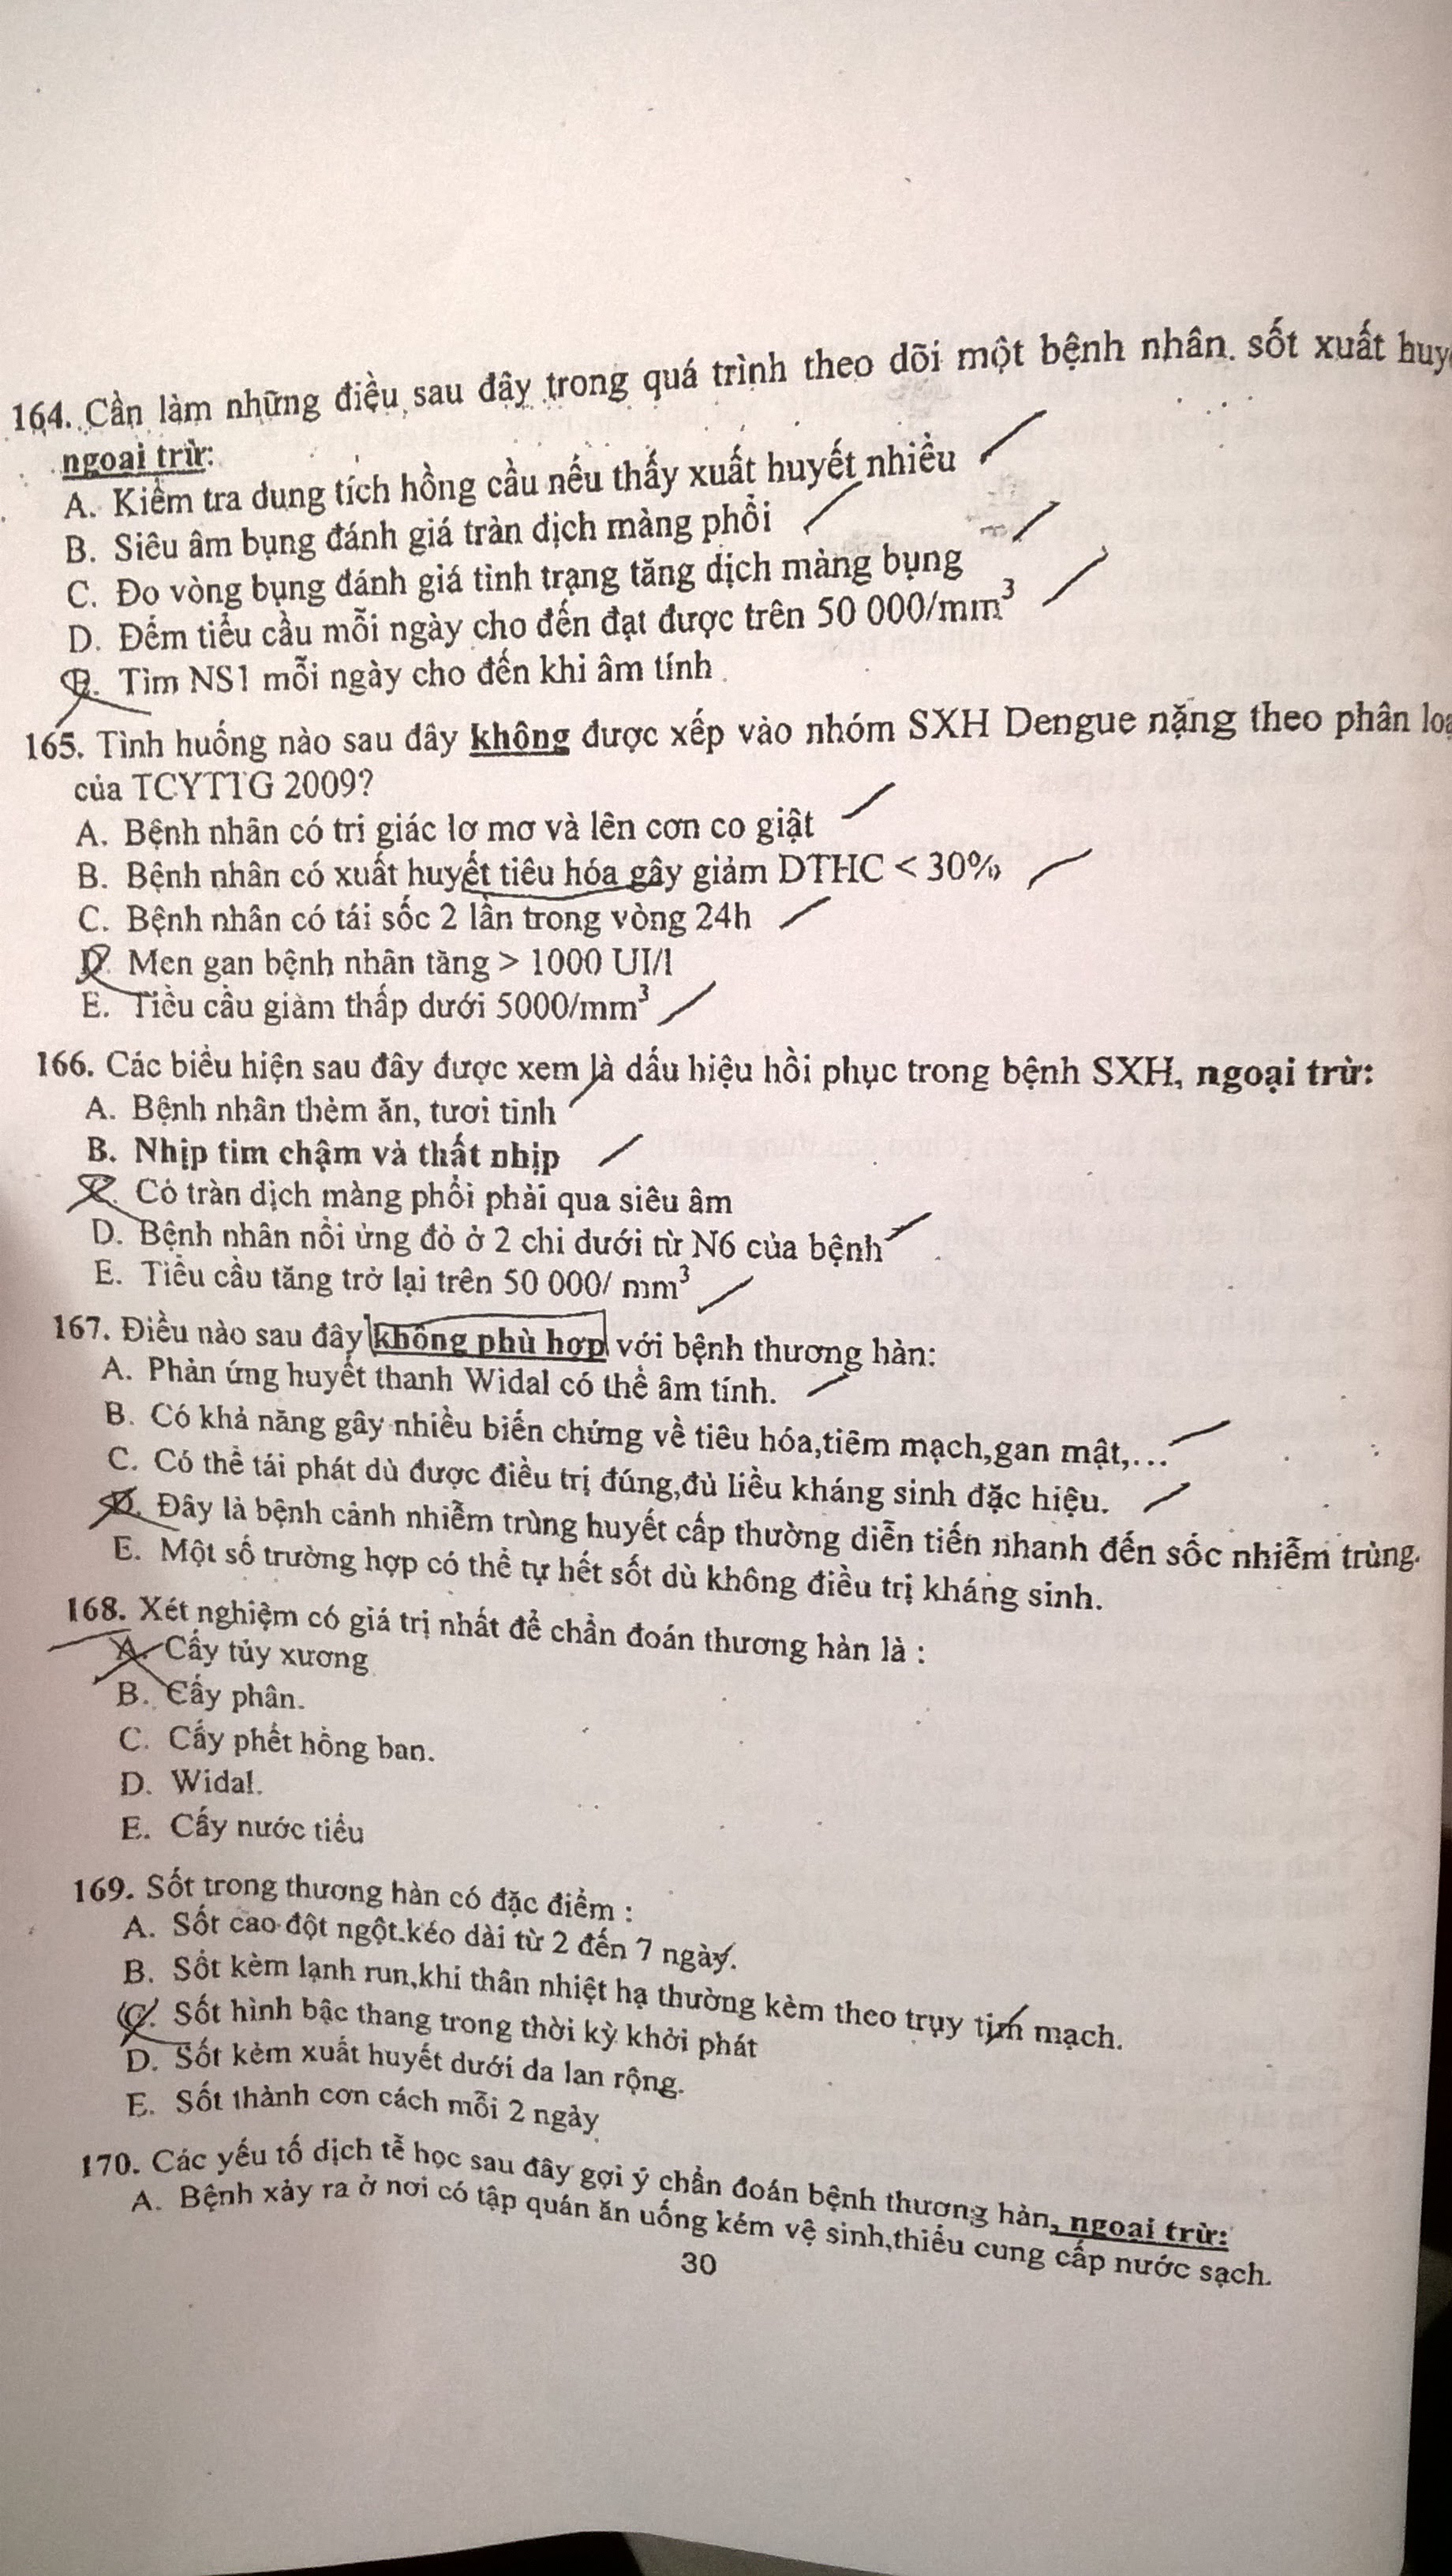 164. Cần làm những điều sau đây trong quá trình theo dõi một bệnh nhân sốt xuất
ngoại trừ:
A. Kiểm tra dung tích hồng cầu nếu thấy xuất huyết nhiều
B. Siêu âm bụng đánh giá tràn dịch màng phổi
C. Đo vòng bụng đánh giá tình trạng tăng dịch màng bụng
D. Đếm tiểu cầu mỗi ngày cho đến đạt được trên 50 000/mm³
E. Tìm NS1 mỗi ngày cho đến khi âm tính
165. Tình huống nào sau đây không được xếp vào nhóm SXH Dengue nặng theo phân
của TCYTTG 2009?
A. Bệnh nhân có tri giác lơ mơ và lên cơn co giật
B. Bệnh nhân có xuất huyết tiêu hóa gây giảm DTHC < 30%
C. Bệnh nhân có tái sốc 2 lần trong vòng 24h
D. Men gan bệnh nhân tăng > 1000 UI/l
E. Tiểu cầu giảm thấp dưới 5000/mm³
166. Các biểu hiện sau đây được xem là dấu hiệu hồi phục trong bệnh SXH, ngoại trừ:
A. Bệnh nhân thèm ăn, tươi tỉnh
B. Nhịp tim chậm và thất nhịp
C. Có tràn dịch màng phổi phải qua siêu âm
D. Bệnh nhân nổi ửng đỏ ở 2 chi dưới từ N6 của bệnh
E. Tiểu cầu tăng trở lại trên 50 000/ mm³
167. Điều nào sau đây không phù hợp với bệnh thương hàn:
A. Phản ứng huyết thanh Widal có thể âm tính.
B. Có khả năng gây nhiều biến chứng về tiêu hóa,tiêm mạch,gan mật,...
C. Có thể tái phát dù được điều trị đúng,đủ liều kháng sinh đặc hiệu.
D. Đây là bệnh cảnh nhiễm trùng huyết cấp thường diễn tiến nhanh đến sốc nhiễm trùng.
E. Một số trường hợp có thể tự hết sốt dù không điều trị kháng sinh.
168. Xét nghiệm có giá trị nhất để chẩn đoán thương hàn là :
A. Cấy tủy xương
B. Cấy phân.
C. Cấy phết hồng ban.
D. Widal.
E. Cấy nước tiểu
169. Sốt trong thương hàn có đặc điểm :
A. Sốt cao đột ngột,kéo dài từ 2 đến 7 ngày.
B. Sốt kèm lạnh run,khi thân nhiệt hạ thường kèm theo trụy tim mạch.
C. Sốt hình bậc thang trong thời kỳ khởi phát
D. Sốt kèm xuất huyết dưới da lan rộng.
E. Sốt thành cơn cách mỗi 2 ngày
170. Các yếu tố dịch tễ học sau đây gợi ý chẩn đoán bệnh thương hàn, ngoại trừ:
A. Bệnh xảy ra ở nơi có tập quán ăn uống kém vệ sinh,thiếu cung cấp nước sạch.
30